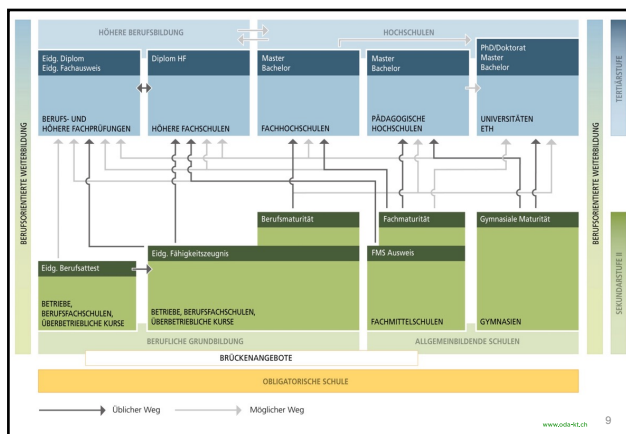 HÖHERE BERUFSBILDUNG
HOCHSCHULEN
Eidg. Diplom
Eidg. Fachausweis
BERUFS- UND
HÖHERE FACHPRÜFUNGEN
Diplom HF
HÖHERE FACHSCHULEN
Master
Bachelor
FACHHOCHSCHULEN
Master
Bachelor
PÄDAGOGISCHE
HOCHSCHULEN
PhD/Doktorat
Master
Bachelor
UNIVERSITÄTEN
ETH
TERTIÄRSTUFE
BERUFSORIENTIERTE WEITERBILDUNG
BERUFSORIENTIERTE WEITERBILDUNG
Berufsmaturität
Fachmaturität
Gymnasiale Maturität
Eidg. Fähigkeitszeugnis
FMS Ausweis
Eidg. Berufsattest
BETRIEBE,
BERUFSFACHSCHULEN,
ÜBERBETRIEBLICHE KURSE
BETRIEBE, BERUFSFACHSCHULEN,
ÜBERBETRIEBLICHE KURSE
FACHMITTELSCHULEN
GYMNASIEN
SEKUNDARSTUFE II
BERUFLICHE GRUNDBILDUNG
ALLGEMEINBILDENDE SCHULEN
BRÜCKENANGEBOTE
OBLIGATORISCHE SCHULE
Üblicher Weg
Möglicher Weg
www.oda-kt.ch
9